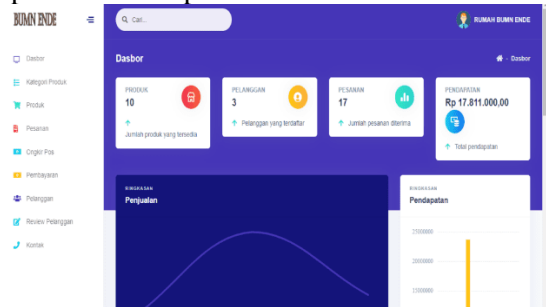 BUMN ENDE
Cari...
RUMAH BUMN ENDE
Dasbor
Kategori Produk
Produk
Pesanan
Ongkir Pos
Pembayaran
Pelanggan
Review Pelanggan
Kontak
Dasbor
- Dasbor
PRODUK
10
Jumlah produk yang tersedia
PELANGGAN
3
Pelanggan yang terdaftar
PESANAN
17
Jumlah pesanan diterima
PENDAPATAN
Rp 17.811.000,00
Total pendapatan
RINGKASAN
Penjualan
RINGKASAN
Pendapatan
25000000
20000000
15000000